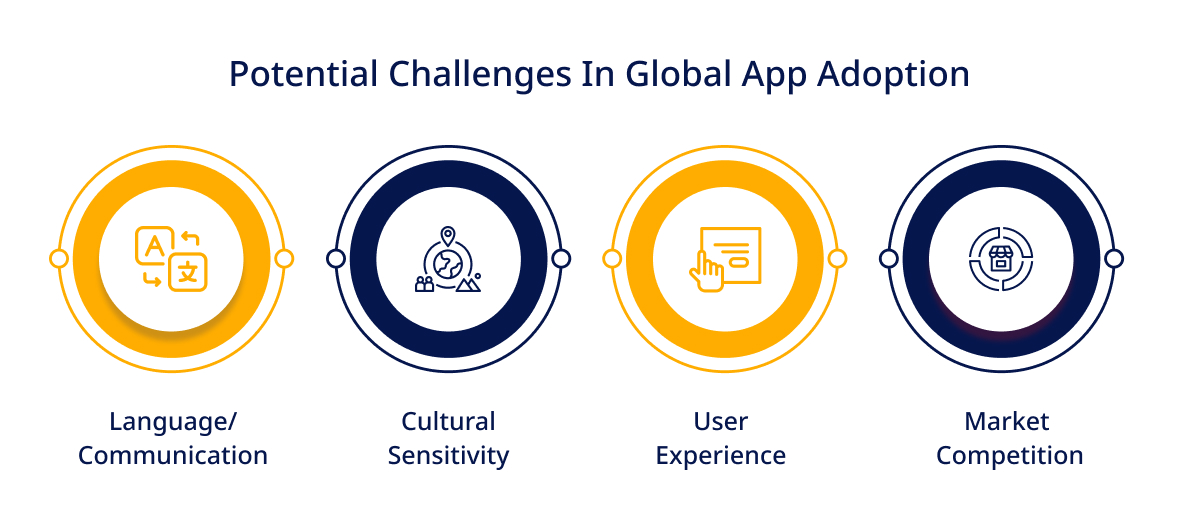 Potential Challenges In Global App Adoption
A
文
Language/
Communication
Cultural
Sensitivity
User
Experience
Market
Competition